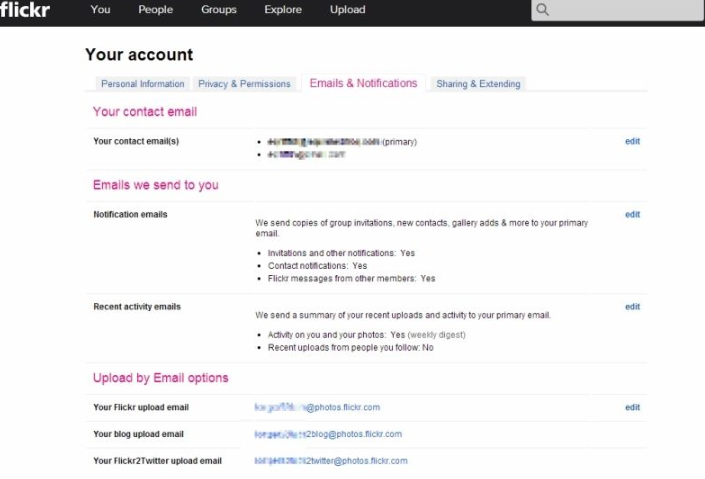 flickr You People Groups Explore Upload
Your account
Personal Information Privacy & Permissions Emails & Notifications Sharing & Extending
Your contact email
Your contact email(s)
(primary)
edit
Emails we send to you
Notification emails
We send copies of group invitations, new contacts, gallery adds & more to your primary
email.
edit
• Invitations and other notifications: Yes
• Contact notifications: Yes
• Flickr messages from other members: Yes
Recent activity emails
We send a summary of your recent uploads and activity to your primary email.
edit
• Activity on you and your photos: Yes (weekly digest)
• Recent uploads from people you follow: No
Upload by Email options
Your Flickr upload email @photos.flickr.com edit
Your blog upload email 2blog@photos.flickr.com
Your Flickr2Twitter upload email 2twitter@photos.flickr.com